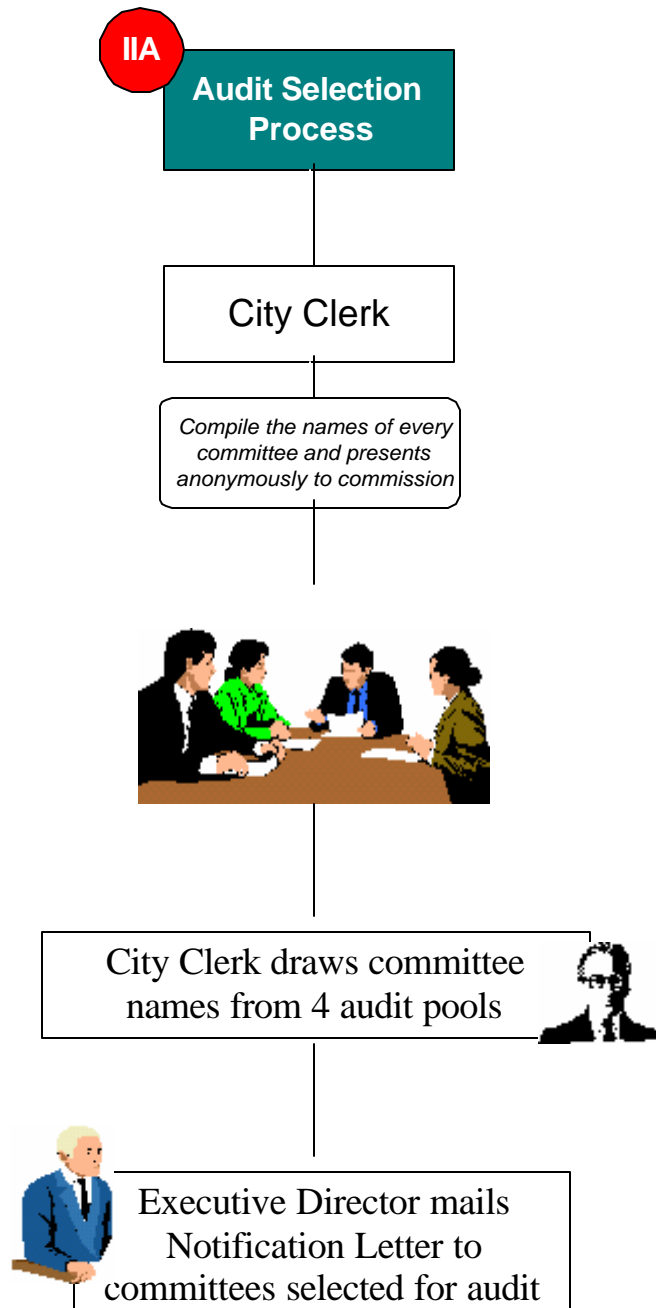 IIA
Audit Selection
Process
City Clerk
Compile the names of every
committee and presents
anonymously to commission
City Clerk draws committee
names from 4 audit pools
Executive Director mails
Notification Letter to
committees selected for audit